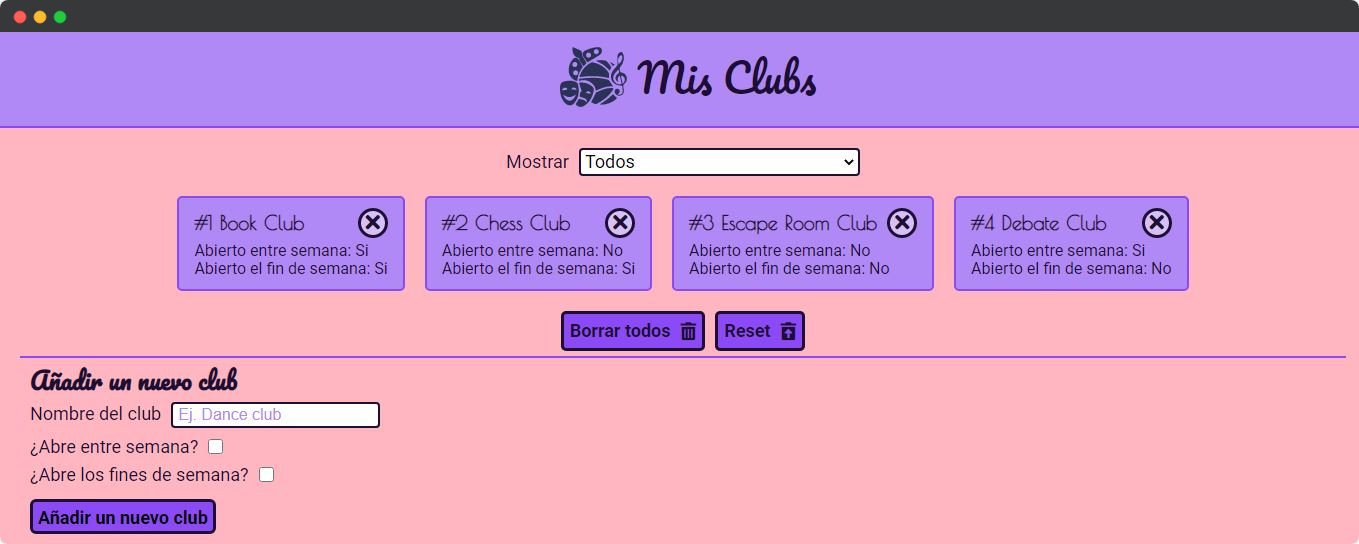 Mis Clubs
Mostrar Todos
#1 Book Club
Abierto entre semana: Si
Abierto el fin de semana: Si
#2 Chess Club
Abierto entre semana: No
Abierto el fin de semana: Si
#3 Escape Room Club
Abierto entre semana: No
Abierto el fin de semana: No
#4 Debate Club
Abierto entre semana: Si
Abierto el fin de semana: No
Borrar todos
Reset
Añadir un nuevo club
Nombre del club Ej. Dance club
¿Abre entre semana?
¿Abre los fines de semana?
Añadir un nuevo club